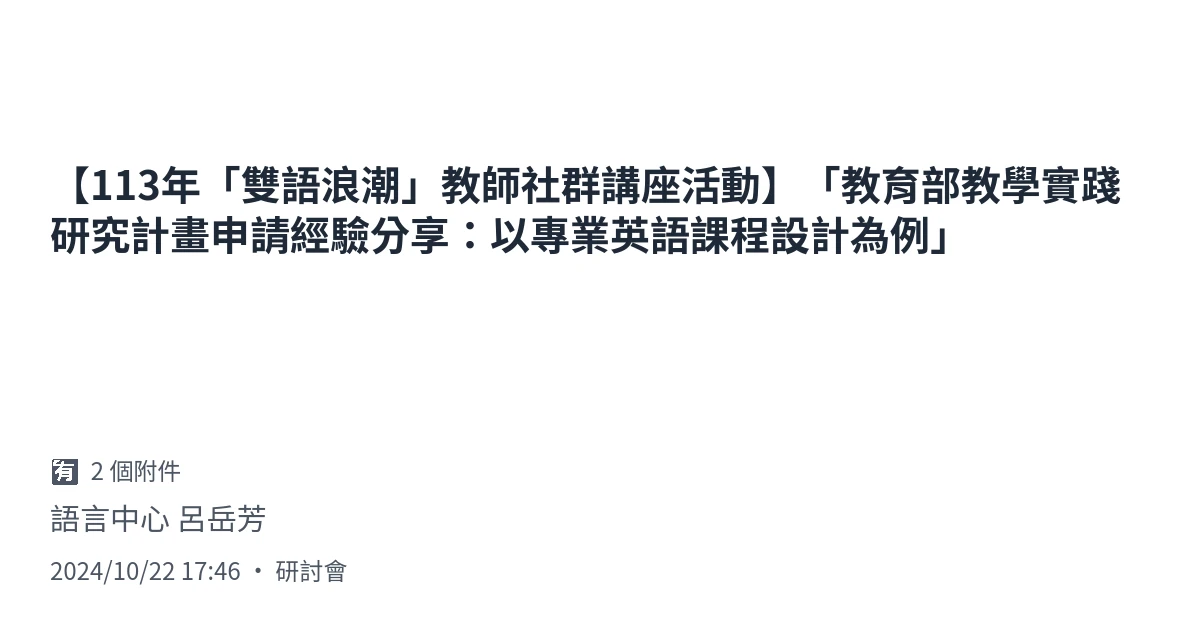 【113年「雙語浪潮」教師社群講座活動】「教育部教學實踐
研究計畫申請經驗分享：以專業英語課程設計為例」
有 2 個附件
語言中心 呂岳芳
2024/10/22 17:46 • 研討會